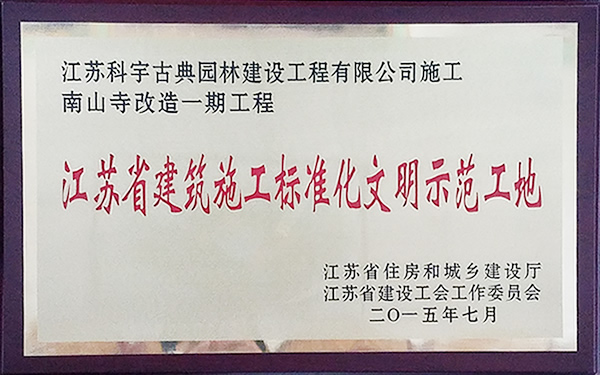 江苏科宇古典园林建设工程有限公司施工
南山寺改造一期工程
江苏省建筑施工标准化文明示范工地
江苏省住房和城乡建设厅
江苏省建设工会工作委员会
二〇一五年七月